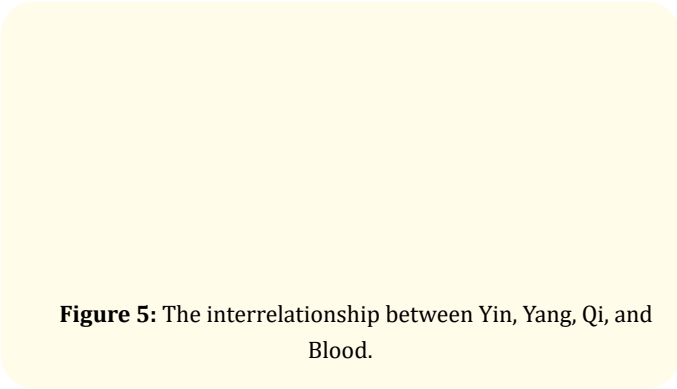 Figure 5: The interrelationship between Yin, Yang, Qi, and
Blood.